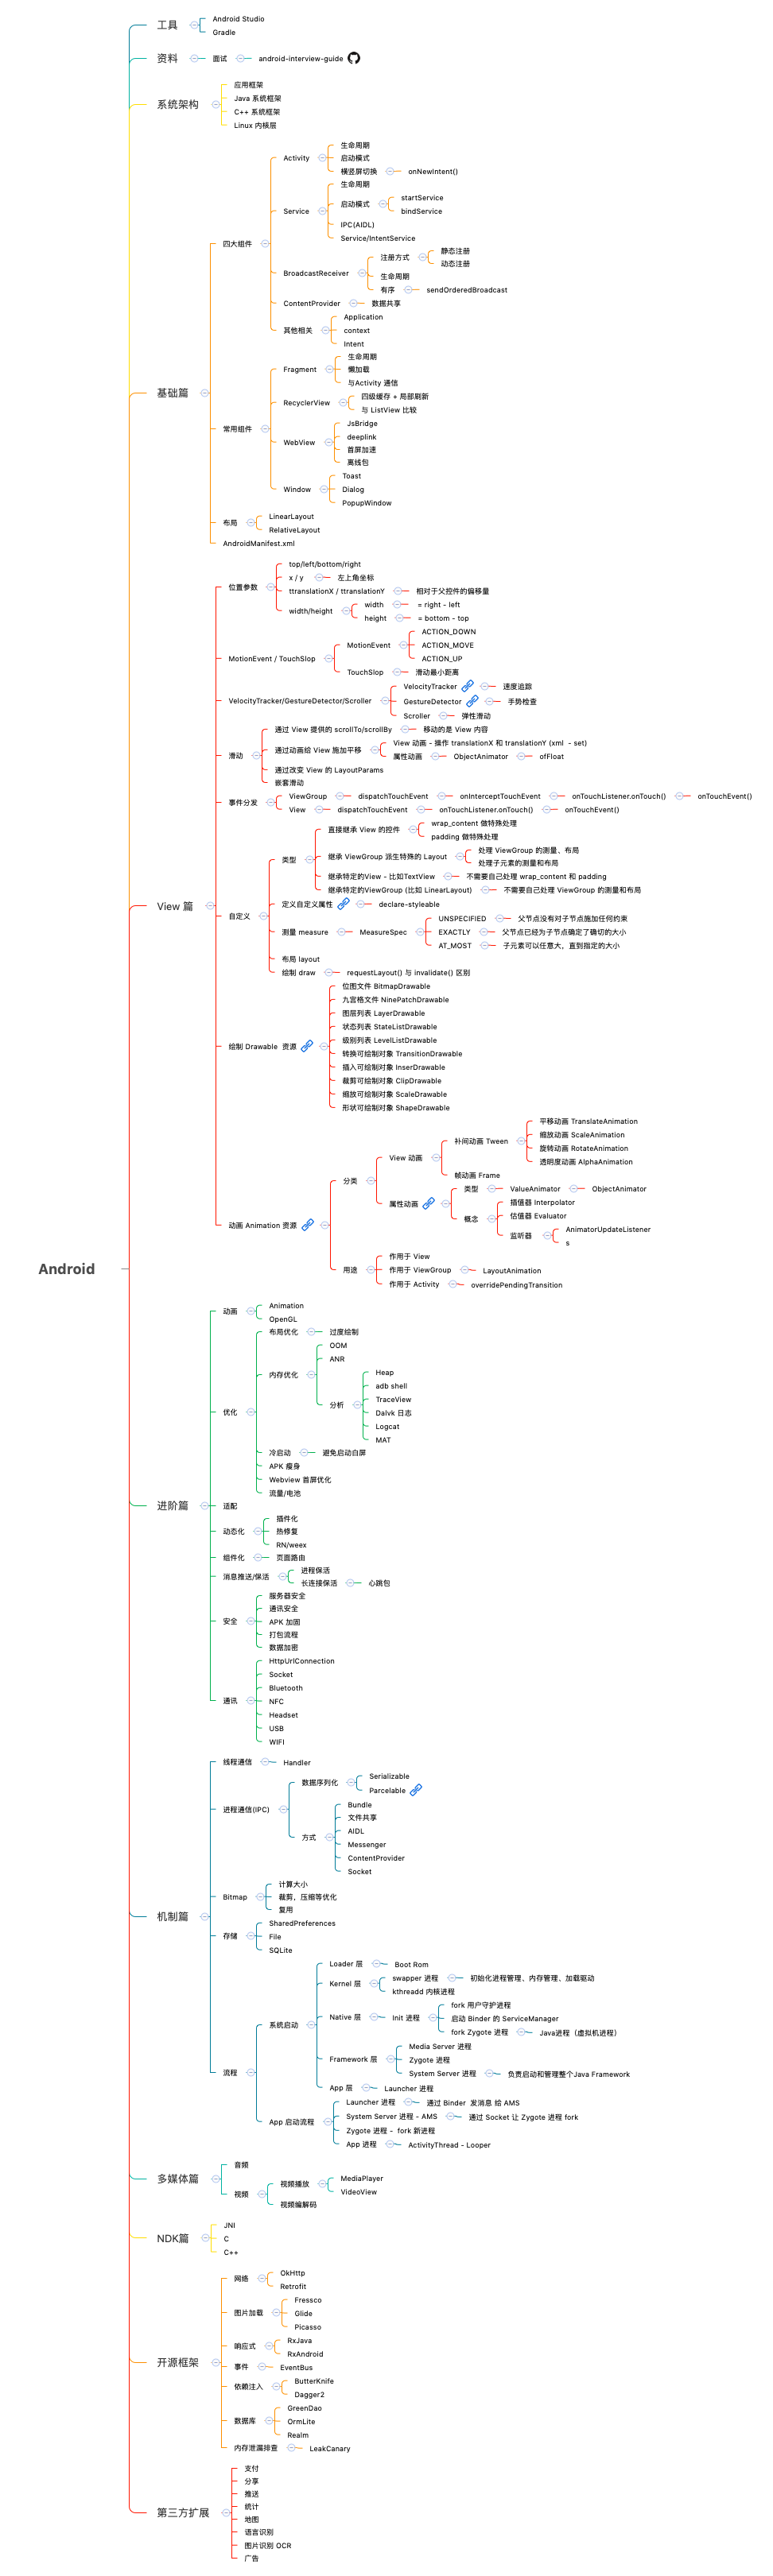 Android
工具
Android Studio
Gradle
资料
面试
android-interview-guide
系统架构
应用框架
Java 系统框架
C++ 系统框架
Linux 内核层
基础篇
四大组件
Activity
生命周期
启动模式
横竖屏切换
onNewIntent()
Service
生命周期
启动模式
startService
bindService
IPC(AIDL)
Service/IntentService
BroadcastReceiver
注册方式
静态注册
动态注册
生命周期
有序
sendOrderedBroadcast
ContentProvider
数据共享
其他相关
Application
context
Intent
常用组件
Fragment
生命周期
懒加载
与Activity 通信
RecyclerView
四级缓存 + 局部刷新
与 ListView 比较
WebView
JsBridge
deeplink
首屏加速
离线包
Window
Toast
Dialog
PopupWindow
布局
LinearLayout
RelativeLayout
AndroidManifest.xml
View 篇
位置参数
top/left/bottom/right
x / y
左上角坐标
ttranslationX / ttranslationY
相对于父控件的偏移量
width/height
width
= right - left
height
= bottom - top
MotionEvent / TouchSlop
MotionEvent
ACTION_DOWN
ACTION_MOVE
ACTION_UP
TouchSlop
滑动最小距离
VelocityTracker/GestureDetector/Scroller
VelocityTracker
速度追踪
GestureDetector
手势检查
Scroller
弹性滑动
滑动
通过 View 提供的 scrollTo/scrollBy
移动的是 View 内容
通过动画给 View 施加平移
View 动画 - 操作 translationX 和 translationY (xml - set)
属性动画
ObjectAnimator
ofFloat
通过改变 View 的 LayoutParams
嵌套滑动
事件分发
ViewGroup
dispatchTouchEvent
onInterceptTouchEvent
onTouchListener.onTouch()
onTouchEvent()
View
dispatchTouchEvent
onTouchListener.onTouch()
onTouchEvent()
自定义
类型
直接继承 View 的控件
wrap_content 做特殊处理
padding 做特殊处理
继承 ViewGroup 派生特殊的 Layout
处理 ViewGroup 的测量、布局
处理子元素的测量和布局
继承特定的View - 比如TextView
不需要自己处理 wrap_content 和 padding
继承特定的ViewGroup (比如 LinearLayout)
不需要自己处理 ViewGroup 的测量和布局
定义自定义属性
declare-styleable
测量 measure
MeasureSpec
UNSPECIFIED
父节点没有对子节点施加任何约束
EXACTLY
父节点已经为子节点确定了确切的大小
AT_MOST
子元素可以任意大，直到指定的大小
布局 layout
绘制 draw
requestLayout() 与 invalidate() 区别
绘制 Drawable 资源
位图文件 BitmapDrawable
九宫格文件 NinePatchDrawable
图层列表 LayerDrawable
状态列表 StateListDrawable
级别列表 LevelListDrawable
转换可绘制对象 TransitionDrawable
插入可绘制对象 InserDrawable
裁剪可绘制对象 ClipDrawable
缩放可绘制对象 ScaleDrawable
形状可绘制对象 ShapeDrawable
动画 Animation 资源
分类
View 动画
补间动画 Tween
平移动画 TranslateAnimation
缩放动画 ScaleAnimation
旋转动画 RotateAnimation
透明度动画 AlphaAnimation
帧动画 Frame
属性动画
类型
ValueAnimator
ObjectAnimator
概念
插值器 Interpolator
估值器 Evaluator
监听器
AnimatorUpdateListener
s
用途
作用于 View
作用于 ViewGroup
LayoutAnimation
作用于 Activity
overridePendingTransition
进阶篇
动画
Animation
OpenGL
优化
布局优化
过度绘制
内存优化
OOM
ANR
分析
Heap
adb shell
TraceView
Dalvk 日志
Logcat
MAT
冷启动
避免启动白屏
APK 瘦身
Webview 首屏优化
流量/电池
适配
动态化
插件化
热修复
RN/weex
组件化
页面路由
消息推送/保活
进程保活
长连接保活
心跳包
安全
服务器安全
通讯安全
APK 加固
打包流程
数据加密
通讯
HttpUrlConnection
Socket
Bluetooth
NFC
Headset
USB
WIFI
机制篇
线程通信
Handler
进程通信(IPC)
数据序列化
Serializable
Parcelable
方式
Bundle
文件共享
AIDL
Messenger
ContentProvider
Socket
Bitmap
计算大小
裁剪，压缩等优化
复用
存储
SharedPreferences
File
SQLite
流程
系统启动
Loader 层
Boot Rom
Kernel 层
swapper 进程
初始化进程管理、内存管理、加载驱动
kthreadd 内核进程
Native 层
Init 进程
fork 用户守护进程
启动 Binder 的 ServiceManager
fork Zygote 进程
Java进程（虚拟机进程）
Framework 层
Media Server 进程
Zygote 进程
System Server 进程
负责启动和管理整个Java Framework
App 层
Launcher 进程
App 启动流程
Launcher 进程
通过 Binder 发消息 给 AMS
System Server 进程 - AMS
通过 Socket 让 Zygote 进程 fork
Zygote 进程 - fork 新进程
App 进程
ActivityThread - Looper
多媒体篇
音频
视频
视频播放
MediaPlayer
VideoView
视频编解码
NDK篇
JNI
C
C++
开源框架
网络
OkHttp
Retrofit
图片加载
Fressco
Glide
Picasso
响应式
RxJava
RxAndroid
事件
EventBus
依赖注入
ButterKnife
Dagger2
数据库
GreenDao
OrmLite
Realm
内存泄漏排查
LeakCanary
第三方扩展
支付
分享
推送
统计
地图
语言识别
图片识别 OCR
广告